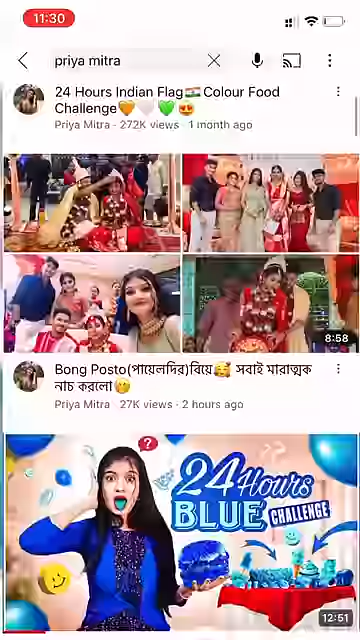 11:30
priya mitra
24 Hours Indian Flag🇮🇳Colour Food
Challenge🧡🤍💚😍
Priya Mitra · 272K views · 1 month ago
8:58
Bong Posto(পায়েলদির)বিয়ে🥰 সবাই মারাত্মক
নাচ করলো🤭
Priya Mitra · 27K views · 2 hours ago
?
24 Hours
BLUE CHALLENGE
12:51